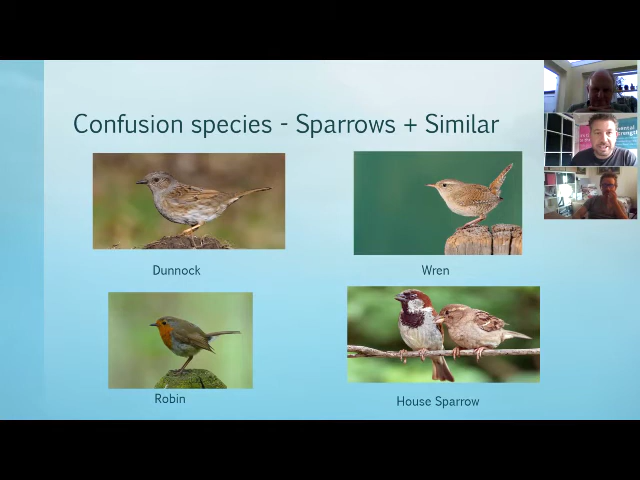 Confusion species - Sparrows + Similar
Dunnock
Wren
Robin
House Sparrow